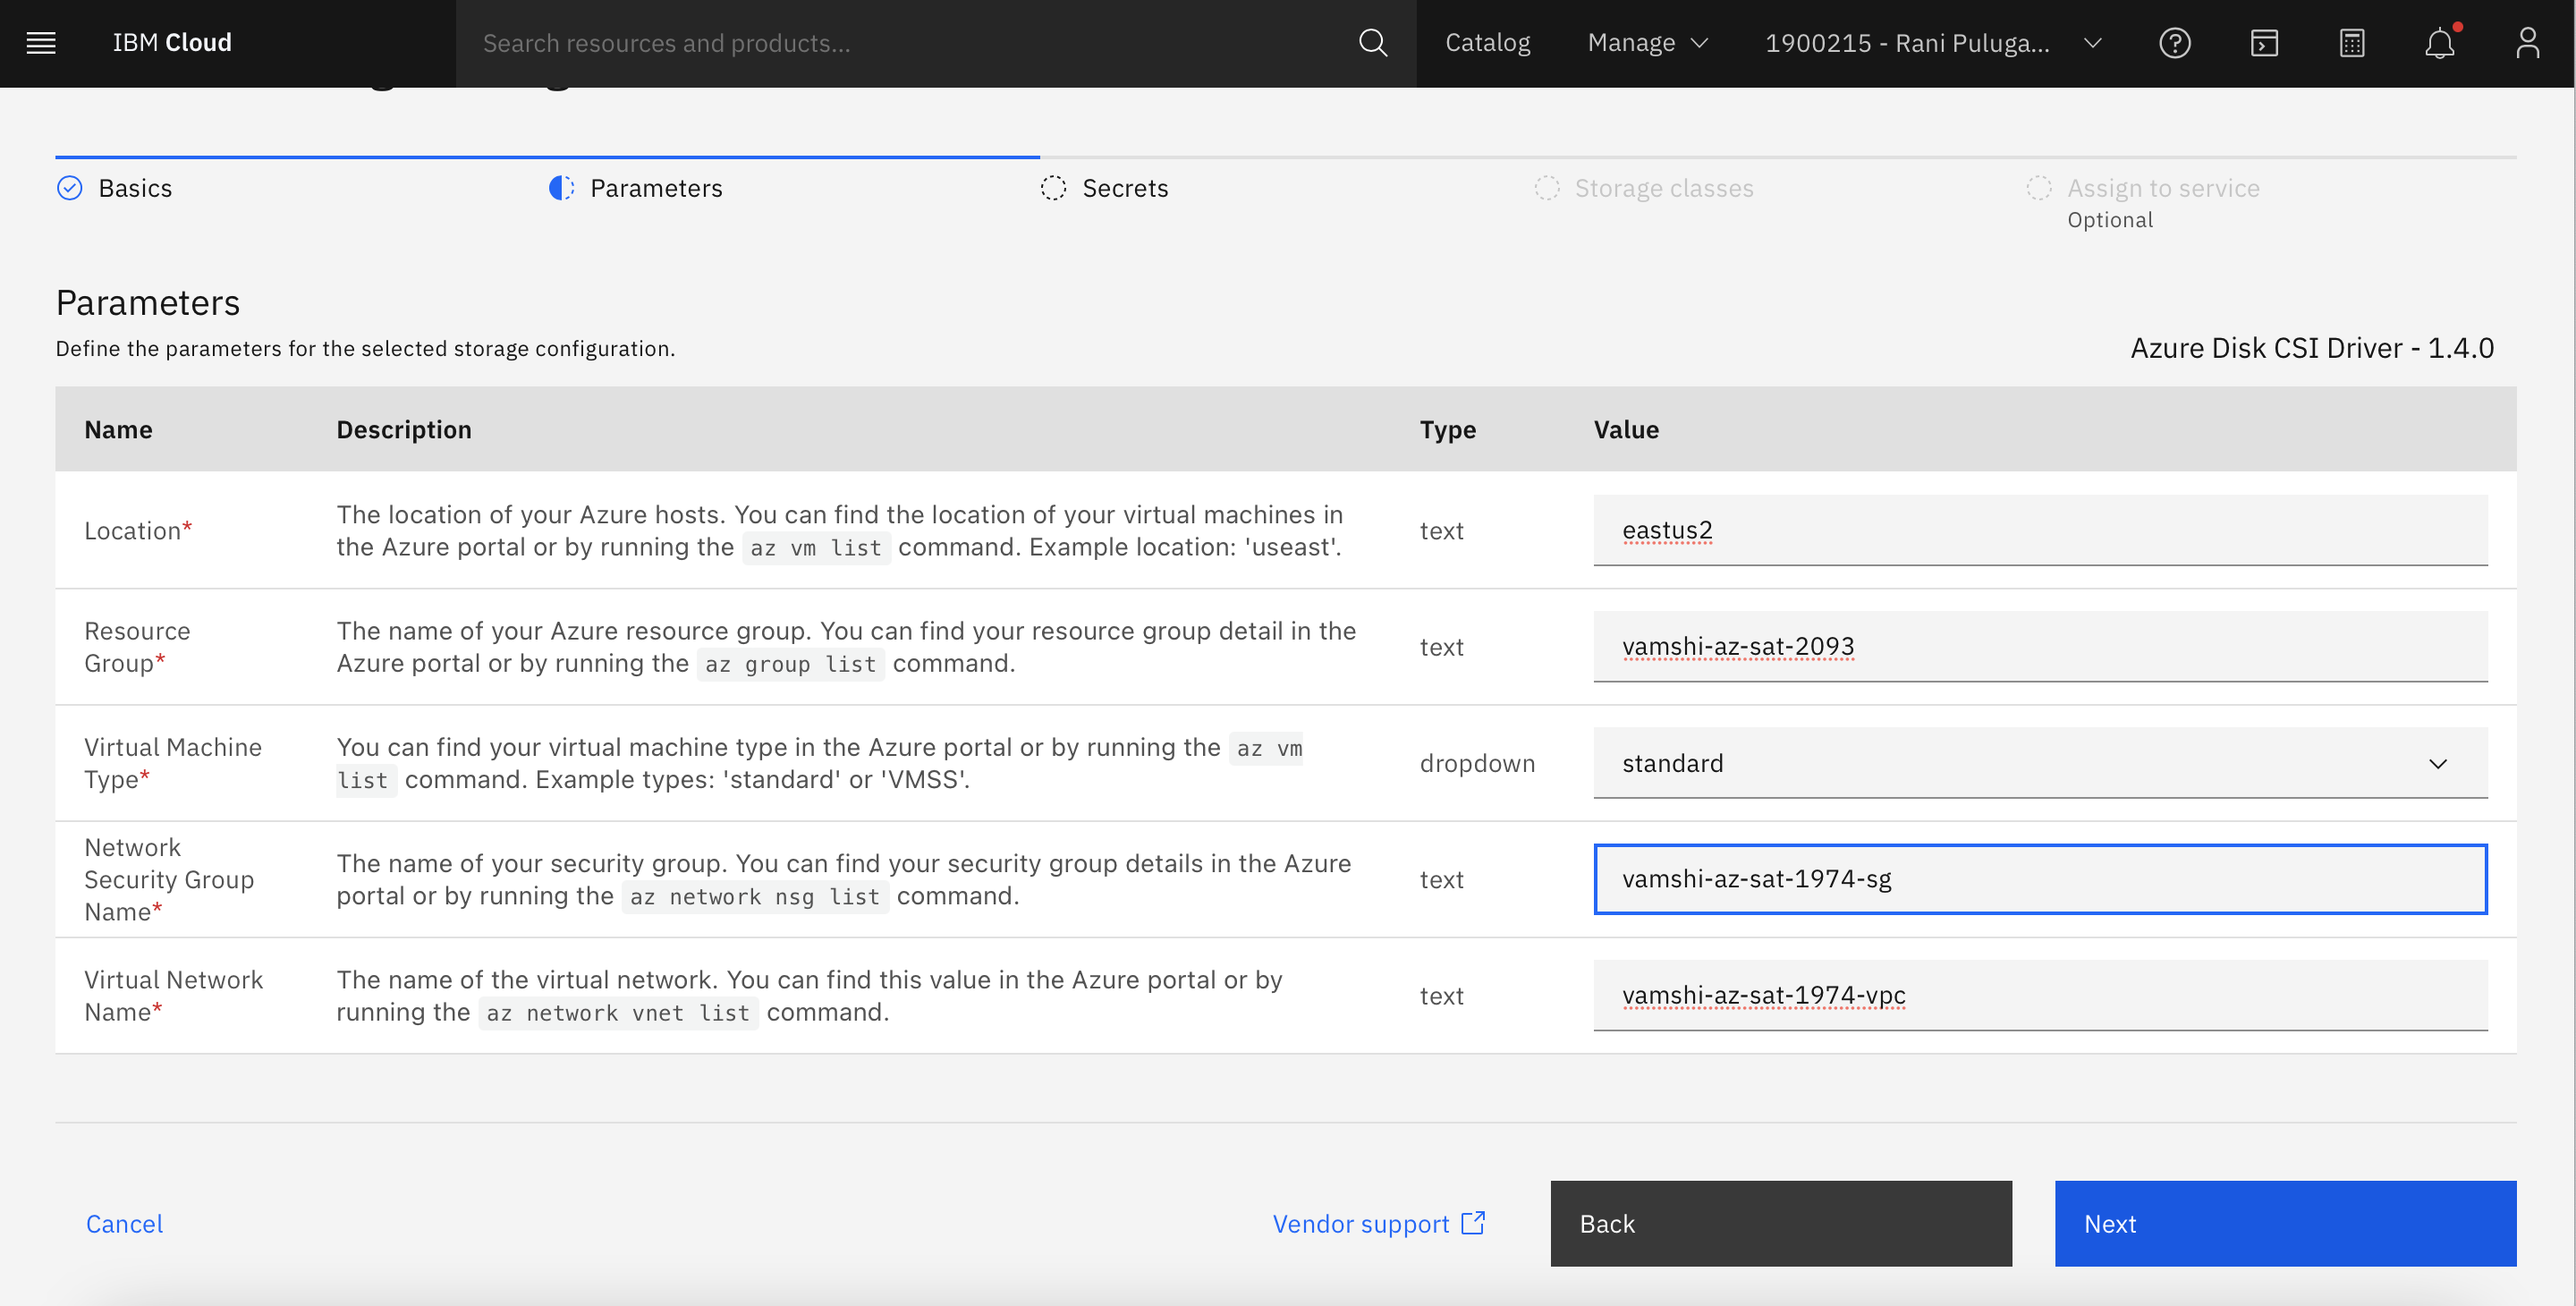 IBM Cloud
Search resources and products...
Catalog
Manage
1900215 - Rani Puluga...
Basics
Parameters
Secrets
Storage classes
Assign to service
Optional
Parameters
Define the parameters for the selected storage configuration.
Azure Disk CSI Driver - 1.4.0
Name
Description
Type
Value
Location*
The location of your Azure hosts. You can find the location of your virtual machines in
the Azure portal or by running the az vm list command. Example location: 'useast'.
text
eastus2
Resource
Group*
The name of your Azure resource group. You can find your resource group detail in the
Azure portal or by running the az group list command.
text
vamshi-az-sat-2093
Virtual Machine
Type*
You can find your virtual machine type in the Azure portal or by running the az vm
list command. Example types: 'standard' or 'VMSS'.
dropdown
standard
Network
Security Group
Name*
The name of your security group. You can find your security group details in the Azure
portal or by running the az network nsg list command.
text
vamshi-az-sat-1974-sg
Virtual Network
Name*
The name of the virtual network. You can find this value in the Azure portal or by
running the az network vnet list command.
text
vamshi-az-sat-1974-vpc
Cancel
Vendor support
Back
Next